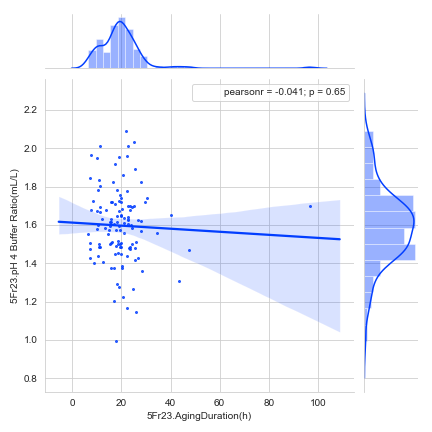 pearsonr = -0.041; p = 0.65
2.2
2.0
1.8
1.6
1.4
1.2
1.0
0.8
5Fr23.pH 4 Buffer Ratio(mL/L)
0 20 40 60 80 100
5Fr23.AgingDuration(h)